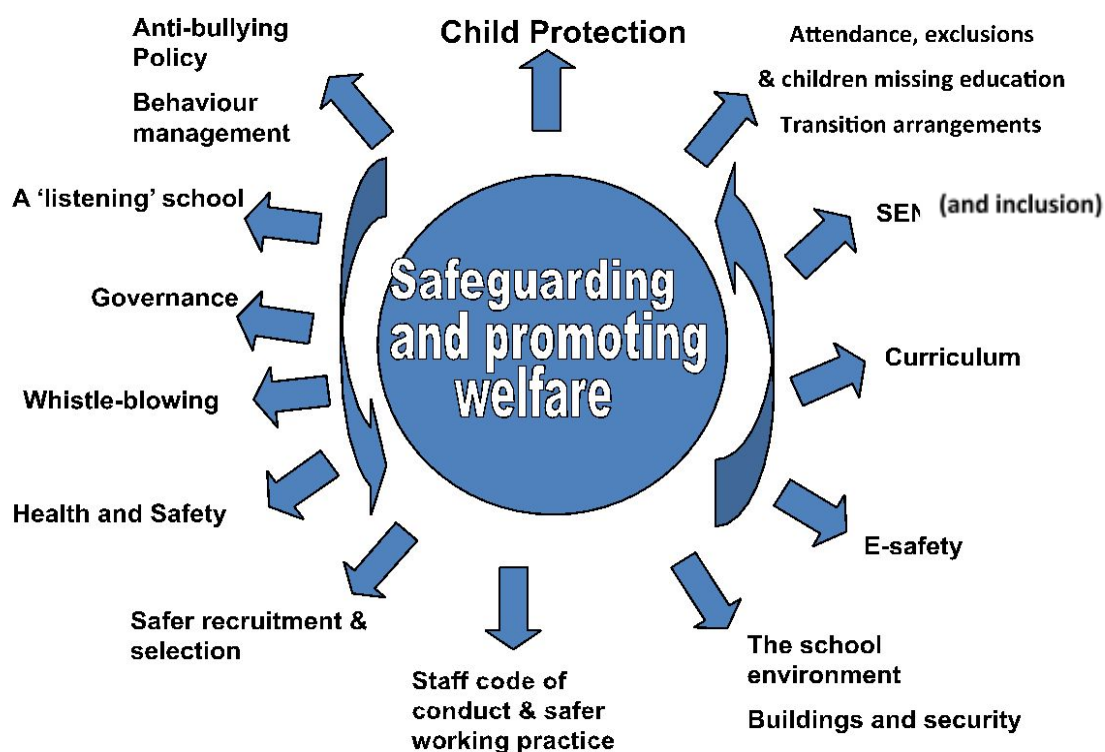 Anti-bullying
Policy
Behaviour
management
Child Protection
Attendance, exclusions
& children missing education
Transition arrangements
A 'listening' school
SEN (and inclusion)
Governance
Safeguarding
and promoting
welfare
Curriculum
Whistle-blowing
Health and Safety
E-safety
Safer recruitment &
selection
Staff code of
conduct & safer
working practice
The school
environment
Buildings and security